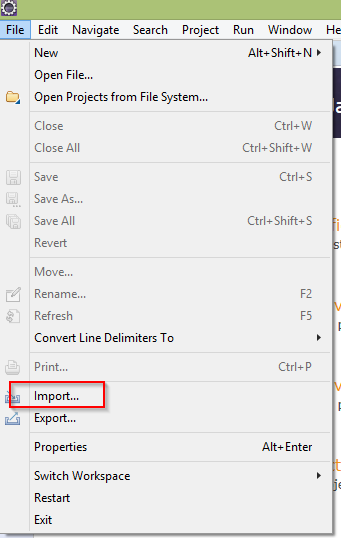 File Edit Navigate Search Project Run Window
New Alt+Shift+N
Open File...
Open Projects from File System...
Close Ctrl+W
Close All Ctrl+Shift+W
Save Ctrl+S
Save As...
Save All Ctrl+Shift+S
Revert
Move...
Rename... F2
Refresh F5
Convert Line Delimiters To
Print... Ctrl+P
Import...
Export...
Properties Alt+Enter
Switch Workspace
Restart
Exit